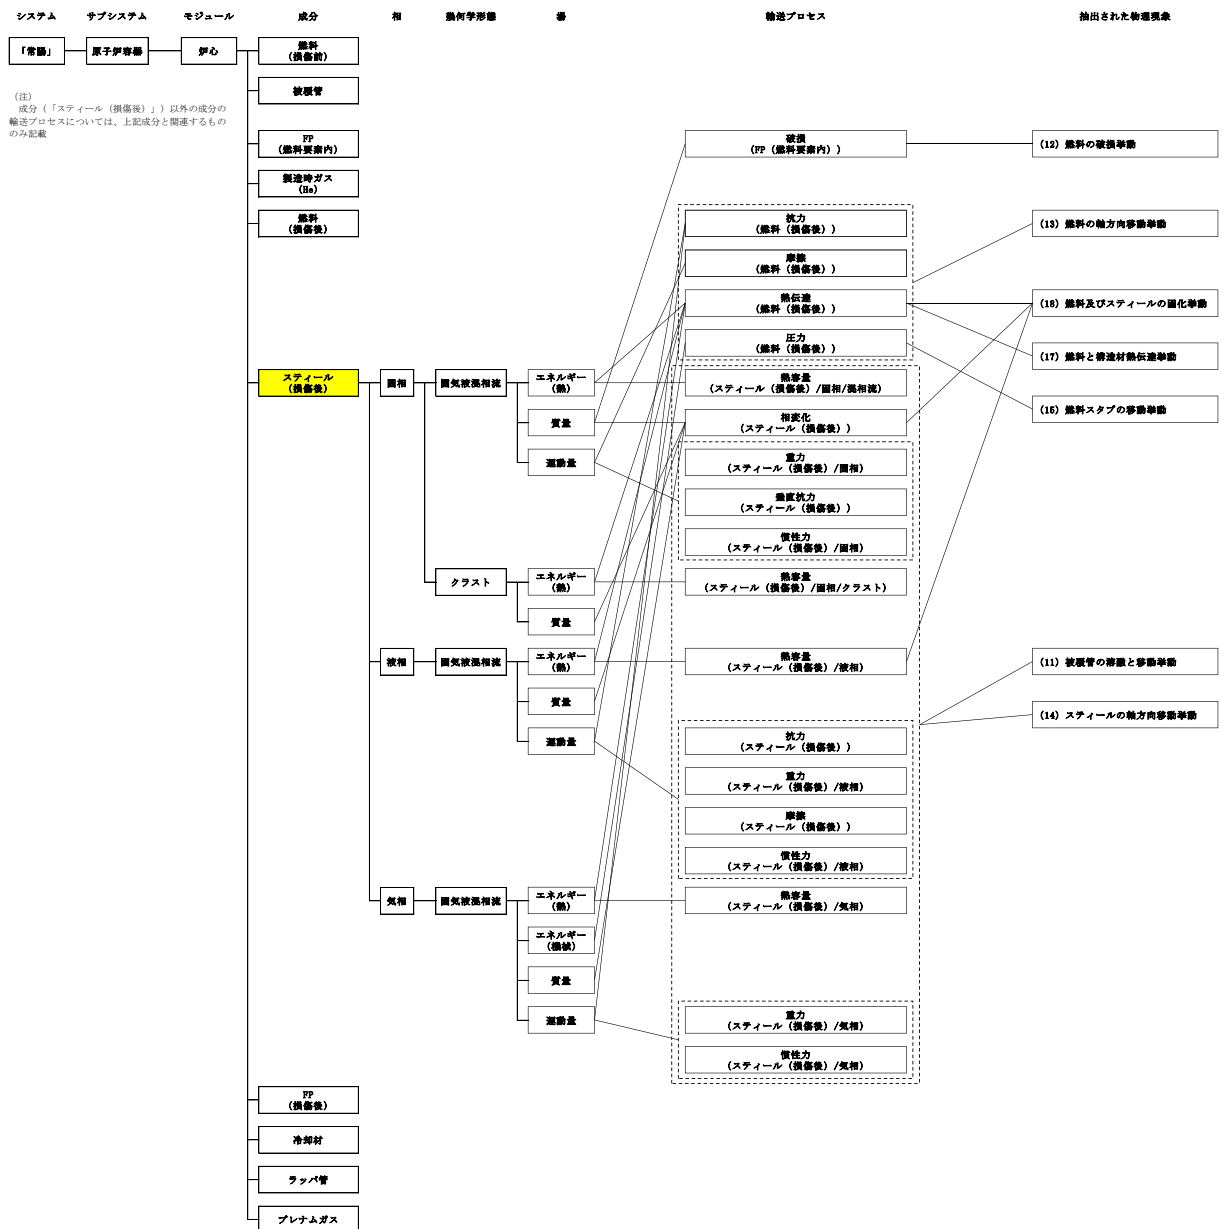 システム
サブシステム
モジュール
成分
相
幾何学形態
場
輸送プロセス
抽出された物理現象
「常陽」
原子炉容器
炉心
燃料
(損傷前)
被覆管
(注)
成分(「スティール(損傷後)」)以外の成分の
輸送プロセスについては、上記成分と関連するもの
のみ記載
FP
(燃料要素内)
破損
(FP(燃料要素内))
(12) 燃料の破損挙動
製造時ガス
(He)
燃料
(損傷後)
抗力
(燃料(損傷後))
(13) 燃料の軸方向移動挙動
摩擦
(燃料(損傷後))
熱伝達
(燃料(損傷後))
(18) 燃料及びスティールの固化挙動
圧力
(燃料(損傷後))
(17) 燃料と構造材熱伝達挙動
スティール
(損傷後)
固相
固気液混相流
エネルギー
(熱)
熱容量
(スティール(損傷後)/固相/混相流)
(15) 燃料スタブの移動挙動
質量
相変化
(スティール(損傷後))
運動量
重力
(スティール(損傷後)/固相)
垂直抗力
(スティール(損傷後))
慣性力
(スティール(損傷後)/固相)
クラスト
エネルギー
(熱)
熱容量
(スティール(損傷後)/固相/クラスト)
質量
液相
固気液混相流
エネルギー
(熱)
熱容量
(スティール(損傷後)/液相)
(11) 被覆管の溶融と移動挙動
質量
(14) スティールの軸方向移動挙動
運動量
抗力
(スティール(損傷後))
重力
(スティール(損傷後)/液相)
摩擦
(スティール(損傷後))
慣性力
(スティール(損傷後)/液相)
気相
固気液混相流
エネルギー
(熱)
熱容量
(スティール(損傷後)/気相)
エネルギー
(機械)
質量
運動量
重力
(スティール(損傷後)/気相)
慣性力
(スティール(損傷後)/気相)
FP
(損傷後)
冷却材
ラッパ管
プレナムガス